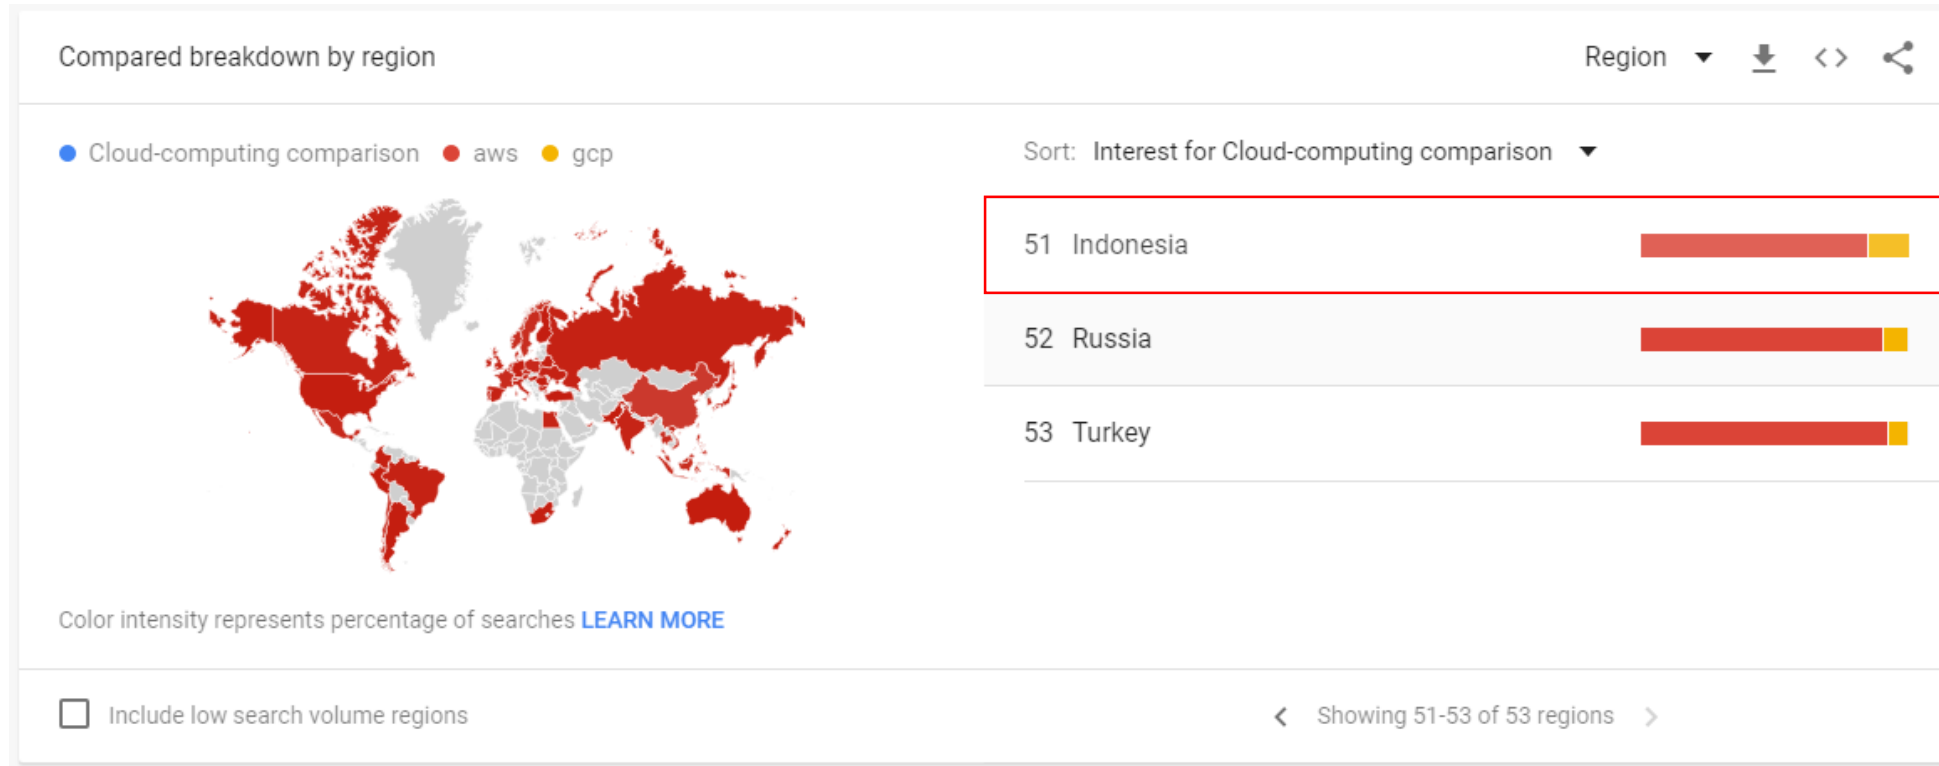 Compared breakdown by region
Region
Cloud-computing comparison aws gcp
Sort: Interest for Cloud-computing comparison
51 Indonesia
52 Russia
53 Turkey
Color intensity represents percentage of searches LEARN MORE
Include low search volume regions
Showing 51-53 of 53 regions